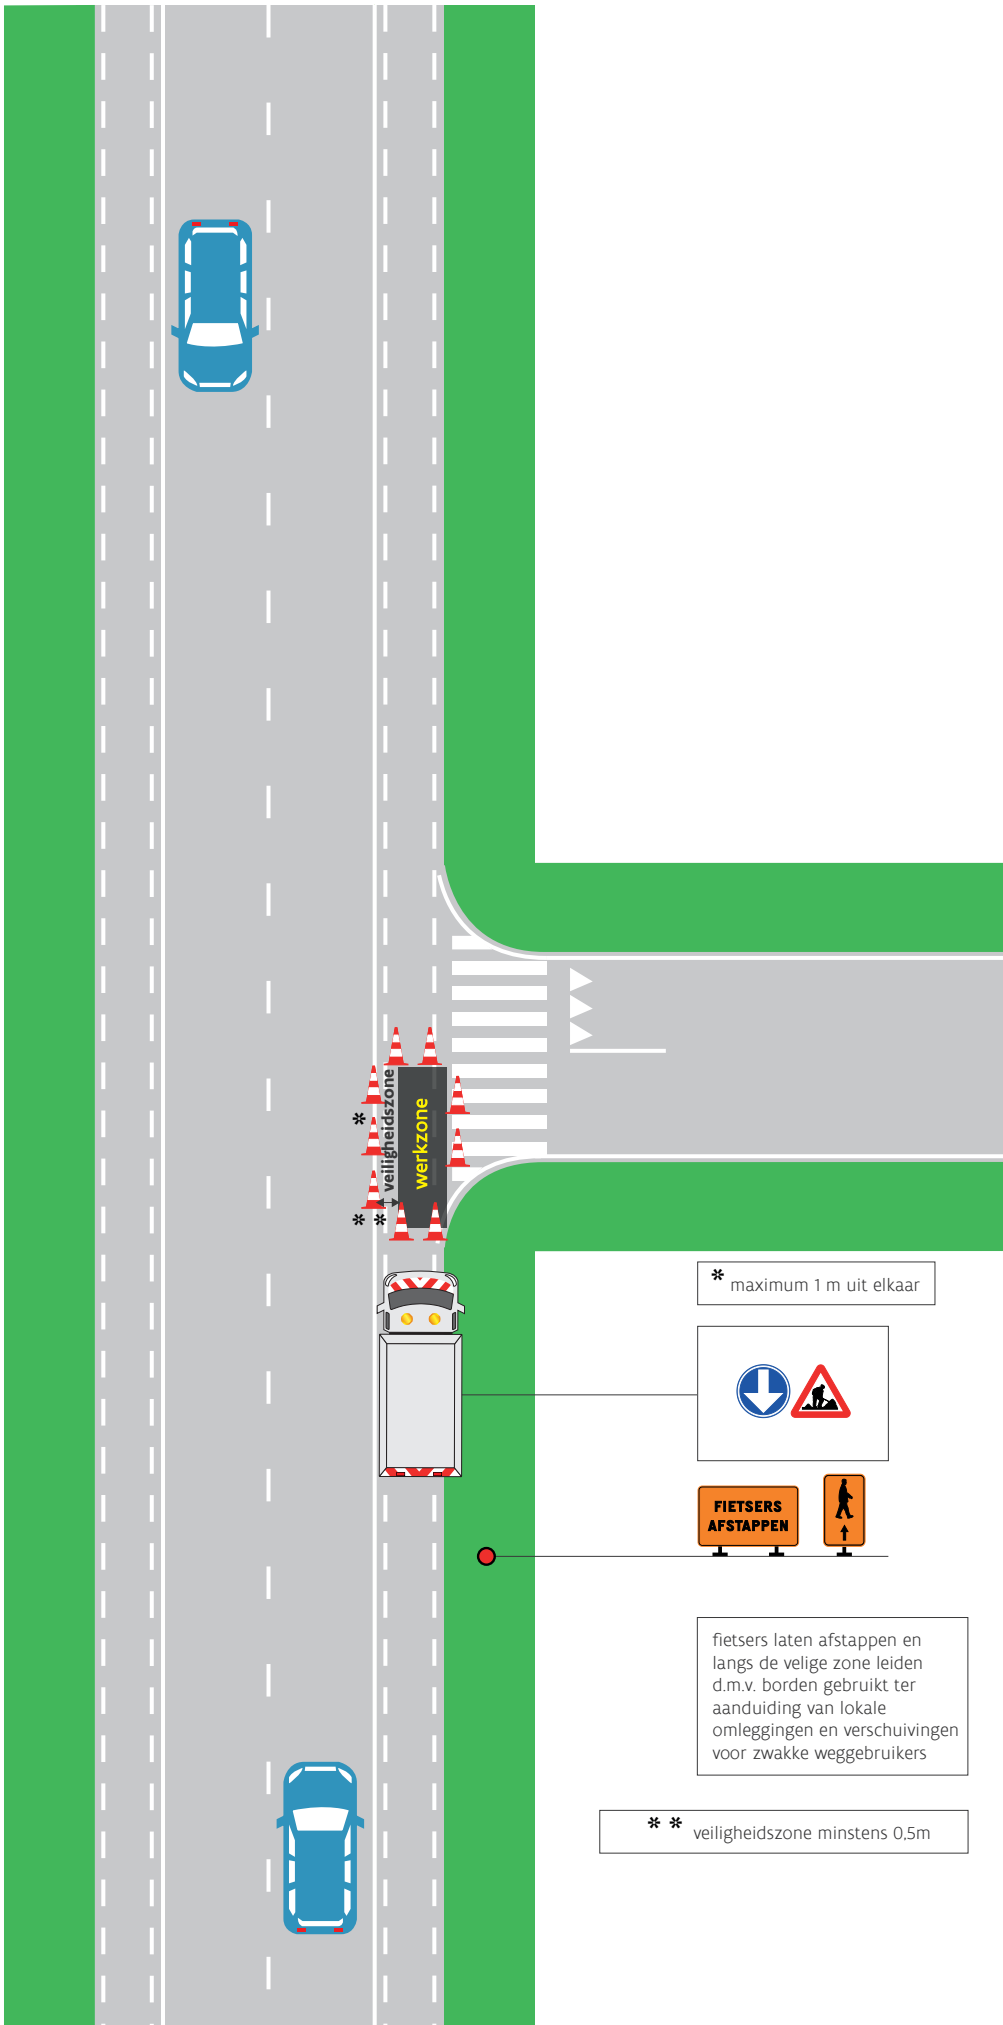 veiligheidszone
werkzone
*
* *
* maximum 1 m uit elkaar
FIETSERS
AFSTAPPEN
fietsers laten afstappen en
langs de velige zone leiden
d.m.v. borden gebruikt ter
aanduiding van lokale
omleggingen en verschuivingen
voor zwakke weggebruikers
* * veiligheidszone minstens 0,5m